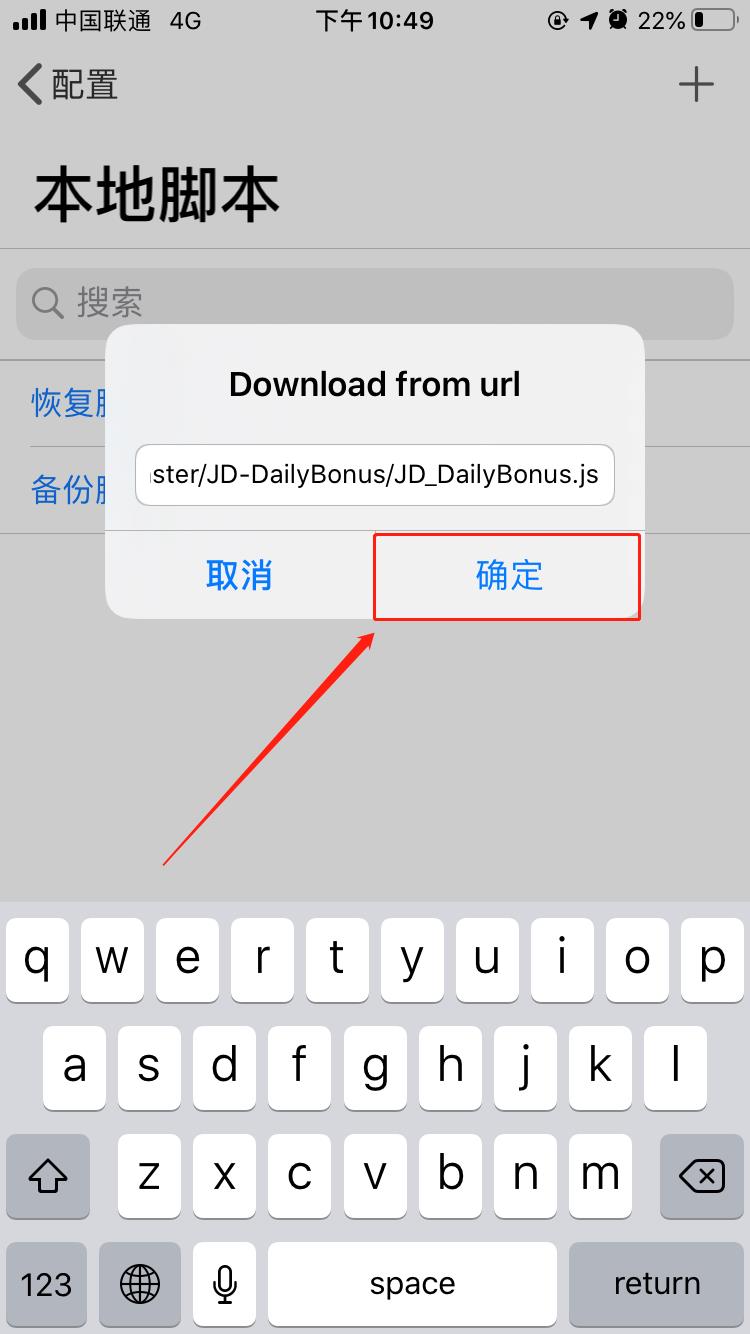 中国联通 4G 下午10:49 22%
配置
本地脚本
搜索
恢复
备份
Download from url
ster/JD-DailyBonus/JD_DailyBonus.js
取消 确定
q w e r t y u i o p
a s d f g h j k l
z x c v b n m
123 space return